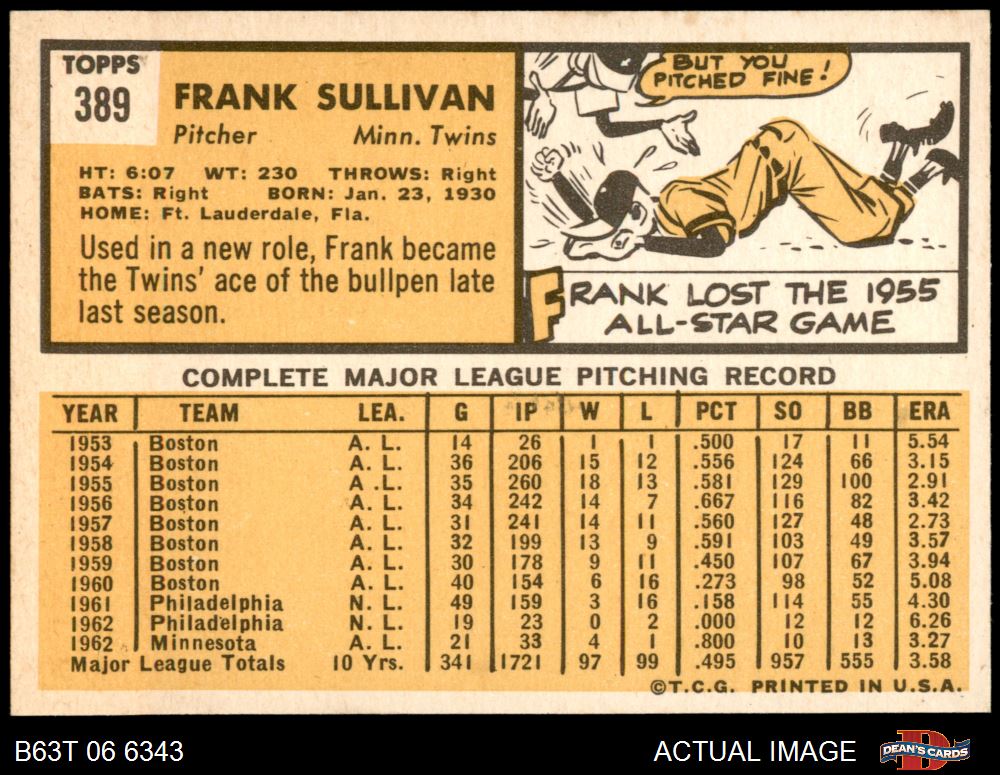 TOPPS
389
FRANK SULLIVAN
Pitcher Minn. Twins
HT: 6:07 WT: 230 THROWS: Right
BATS: Right BORN: Jan. 23, 1930
HOME: Ft. Lauderdale, Fla.
Used in a new role, Frank became
the Twins' ace of the bullpen late
last season.
BUT YOU
PITCHED FINE!
FRANK LOST THE 1955
ALL-STAR GAME
COMPLETE MAJOR LEAGUE PITCHING RECORD
YEAR TEAM LEA. G IP W L PCT SO BB ERA
1953 Boston A. L. 14 26 1 1 .500 17 11 5.54
1954 Boston A. L. 36 206 15 12 .556 124 66 3.15
1955 Boston A .L. 35 260 18 13 .581 129 100 2.91
1956 Boston A. L. 34 242 14 7 .667 116 82 3.42
1957 Boston A. L. 31 241 14 11 .560 127 48 2.73
1958 Boston A. L. 32 199 13 9 .591 103 49 3.57
1959 Boston A. L. 30 178 9 11 .450 107 67 3.94
1960 Boston A. L. 40 154 6 16 .273 98 52 5.08
1961 Philadelphia N. L. 49 159 3 16 .158 114 55 4.30
1962 Philadelphia N. L. 19 23 0 2 .000 12 12 6.26
1962 Minnesota A. L. 21 33 4 1 .800 10 13 3.27
Major League Totals 10 Yrs. 341 1721 97 99 .495 957 555 3.58
©T.C.G. PRINTED IN U.S.A.
B63T 06 6343 ACTUAL IMAGE DEAN'S CARDS